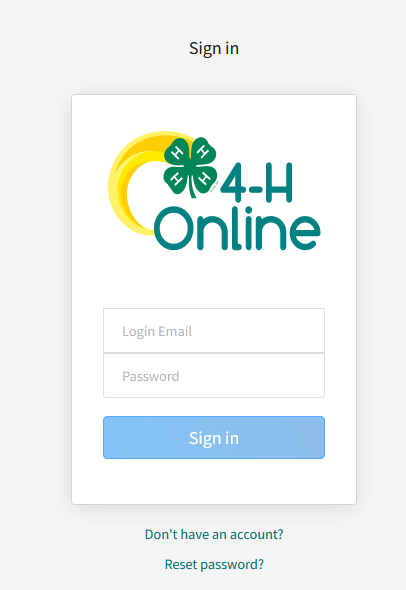 Sign in
H H H H
4-H
Online
Login Email
Password
Sign in
Don't have an account?
Reset password?